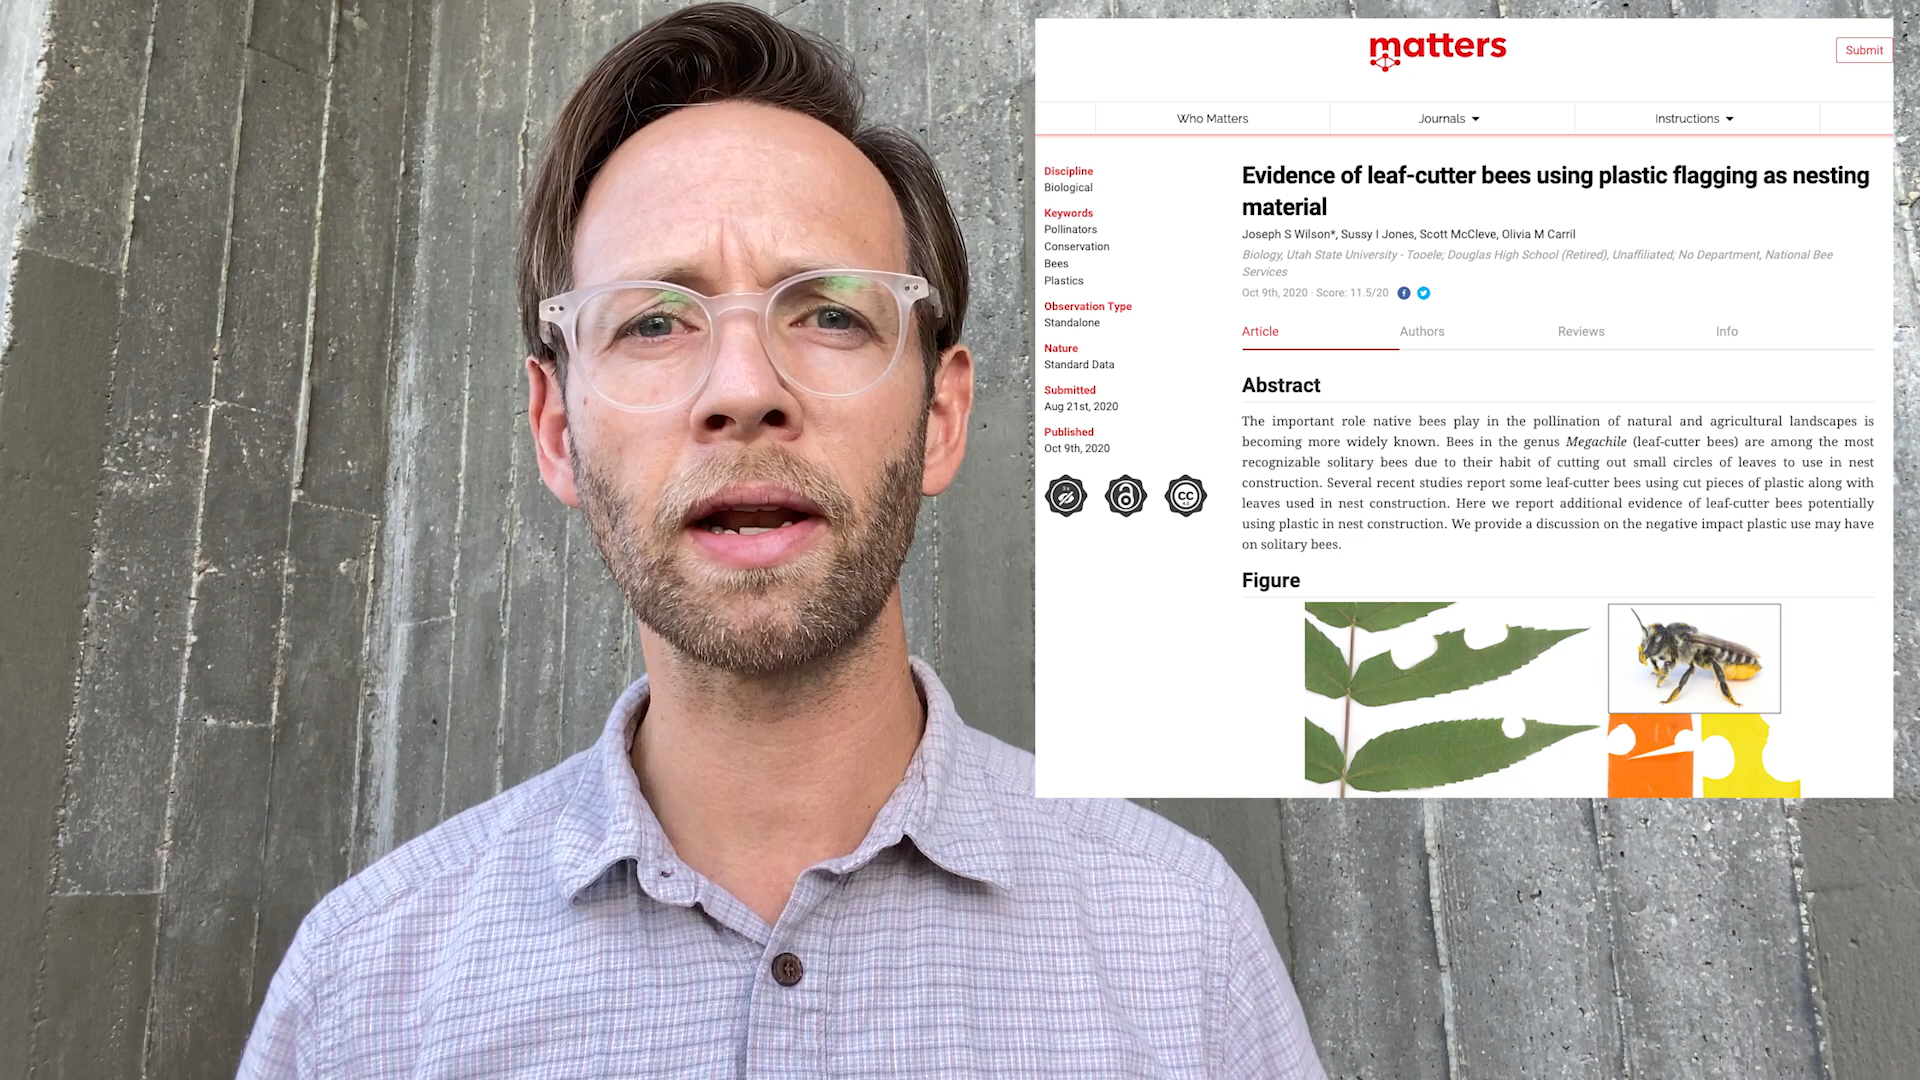 matters
Submit
Who Matters
Journals
Instructions
Discipline
Biological
Keywords
Pollinators
Conservation
Bees
Plastics
Observation Type
Standalone
Nature
Standard Data
Submitted
Aug 21st, 2020
Published
Oct 9th, 2020
CC
Evidence of leaf-cutter bees using plastic flagging as nesting
material
Joseph S Wilson*, Sussy I Jones, Scott McCleve, Olivia M Carril
Biology, Utah State University - Tooele; Douglas High School (Retired), Unaffiliated; No Department, National Bee
Services
Oct 9th, 2020 · Score: 11.5/20
Article
Authors
Reviews
Info
Abstract
The important role native bees play in the pollination of natural and agricultural landscapes is
becoming more widely known. Bees in the genus Megachile (leaf-cutter bees) are among the most
recognizable solitary bees due to their habit of cutting out small circles of leaves to use in nest
construction. Several recent studies report some leaf-cutter bees using cut pieces of plastic along with
leaves used in nest construction. Here we report additional evidence of leaf-cutter bees potentially
using plastic in nest construction. We provide a discussion on the negative impact plastic use may have
on solitary bees.
Figure